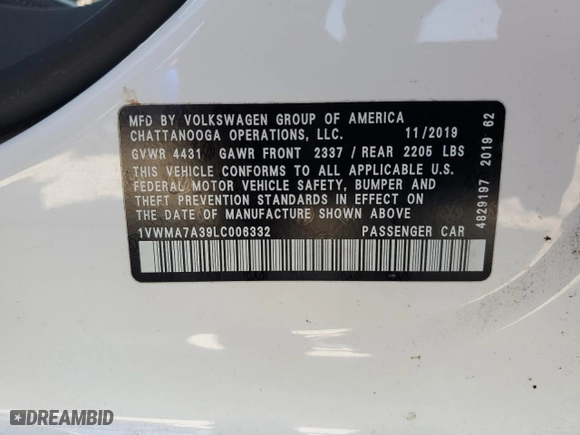 MFD BY VOLKSWAGEN GROUP OF AMERICA
CHATTANOOGA OPERATIONS, LLC. 11/2019
GVWR 4431 GAWR FRONT 2337 / REAR 2205 LBS
THIS VEHICLE CONFORMS TO ALL APPLICABLE U.S.
FEDERAL MOTOR VEHICLE SAFETY, BUMPER AND
THEFT PREVENTION STANDARDS IN EFFECT ON
THE DATE OF MANUFACTURE SHOWN ABOVE
1VWMA7A39LC006332 PASSENGER CAR
4829197 2019 62
DREAMBID